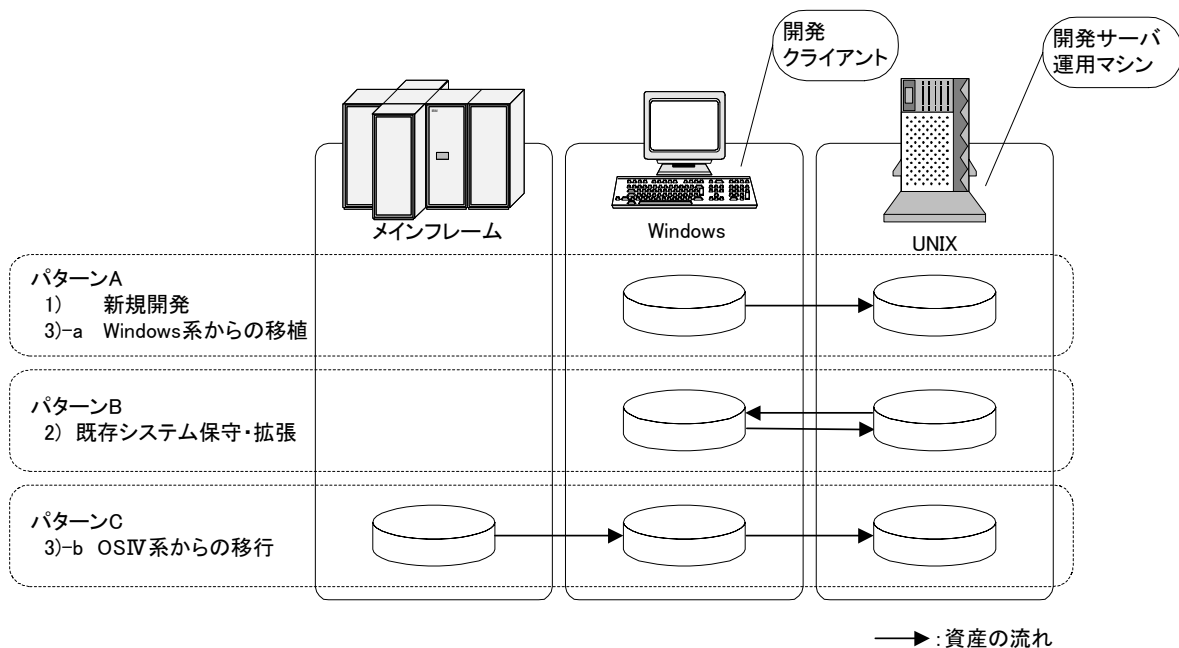 開発
クライアント
開発サーバ
運用マシン
メインフレーム
Windows
UNIX
パターンA
1) 新規開発
3)-a Windows系からの移植
パターンB
2) 既存システム保守・拡張
パターンC
3)-b OSⅣ系からの移行
:資産の流れ